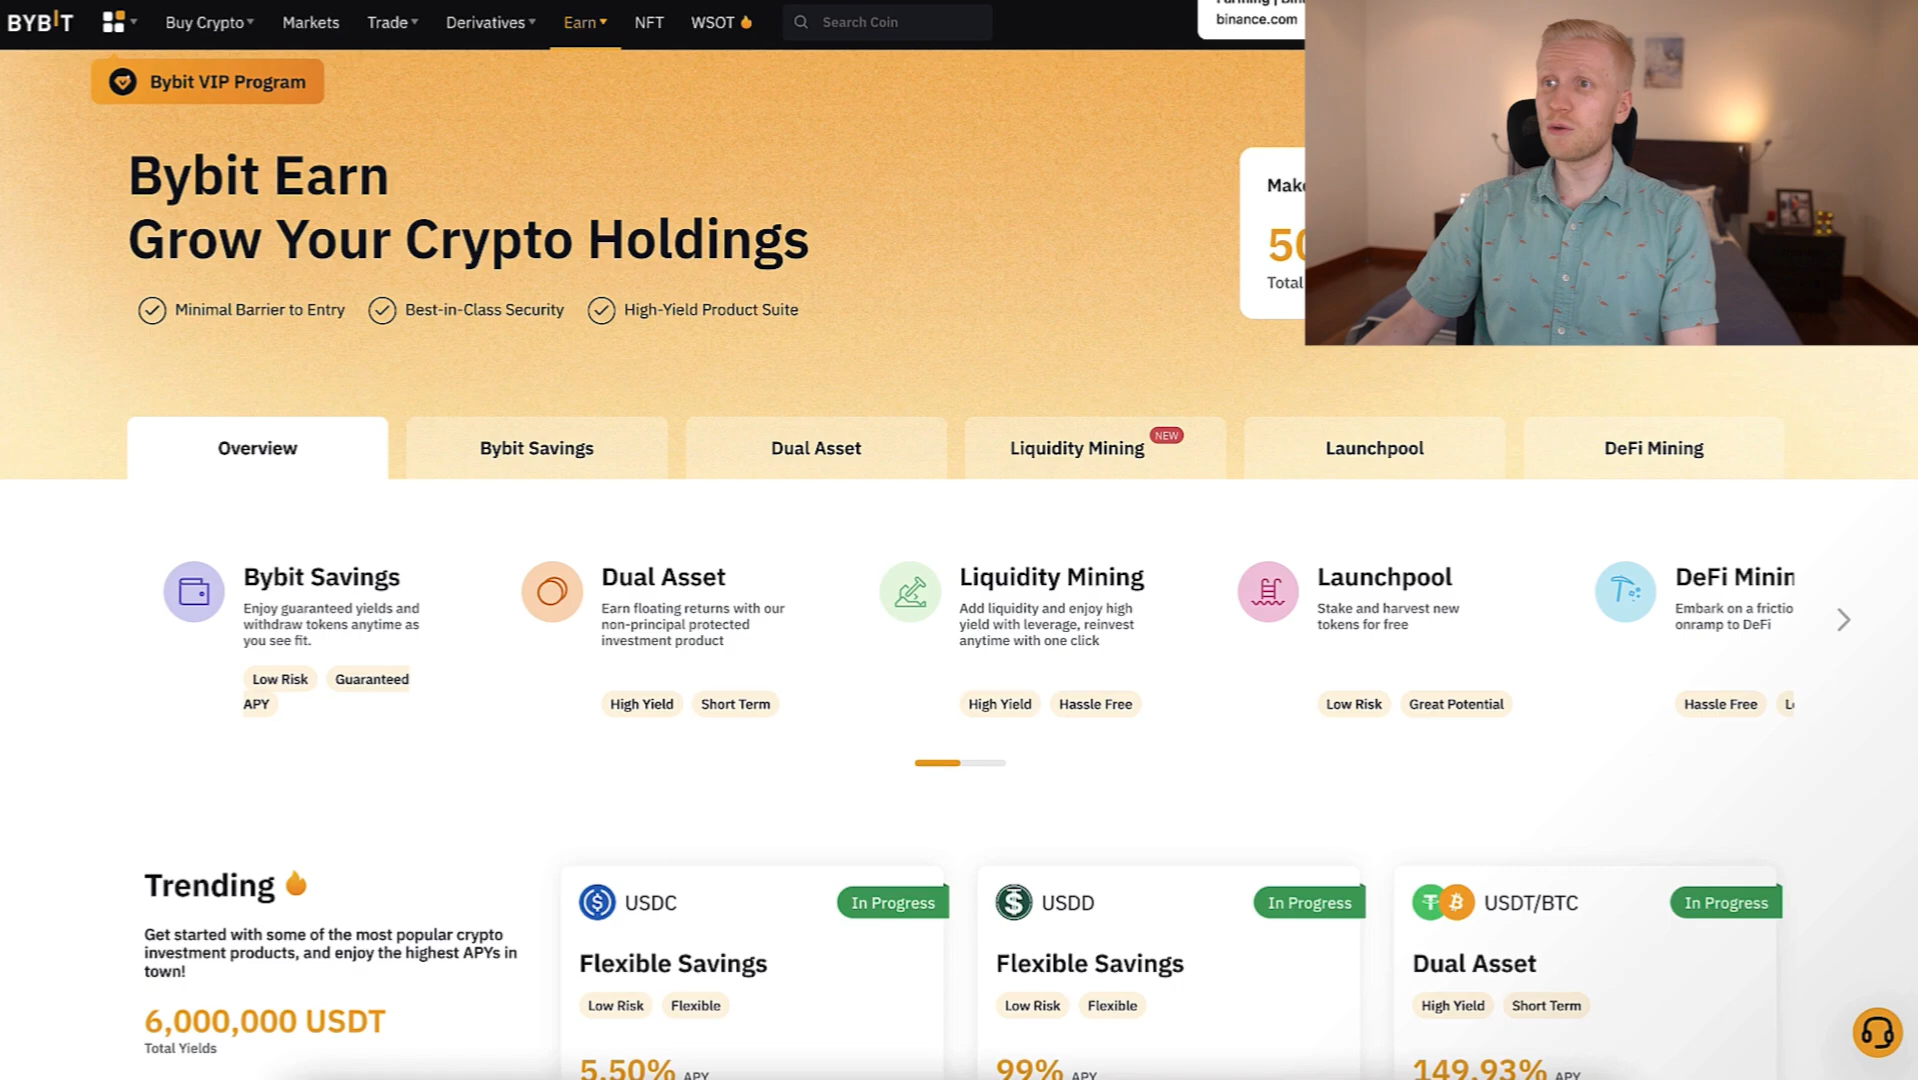 BYBIT
Buy Crypto
Markets
Trade
Derivatives
Earn
NFT
WSOT
Search Coin
binance.com
Bybit VIP Program
Bybit Earn
Grow Your Crypto Holdings
Minimal Barrier to Entry
Best-in-Class Security
High-Yield Product Suite
Make
50
Total
Overview
Bybit Savings
Dual Asset
Liquidity Mining
NEW
Launchpool
DeFi Mining
Bybit Savings
Enjoy guaranteed yields and
withdraw tokens anytime as
you see fit.
Low Risk
Guaranteed
APY
Dual Asset
Earn floating returns with our
non-principal protected
investment product
High Yield
Short Term
Liquidity Mining
Add liquidity and enjoy high
yield with leverage, reinvest
anytime with one click
High Yield
Hassle Free
Launchpool
Stake and harvest new
tokens for free
Low Risk
Great Potential
DeFi Minin
Embark on a frictio
onramp to DeFi
Hassle Free
Trending
Get started with some of the most popular crypto
investment products, and enjoy the highest APYs in
town!
6,000,000 USDT
Total Yields
USDC
In Progress
Flexible Savings
Low Risk
Flexible
5.50% APY
USDD
In Progress
Flexible Savings
Low Risk
Flexible
99% APY
USDT/BTC
In Progress
Dual Asset
High Yield
Short Term
149.93% APY